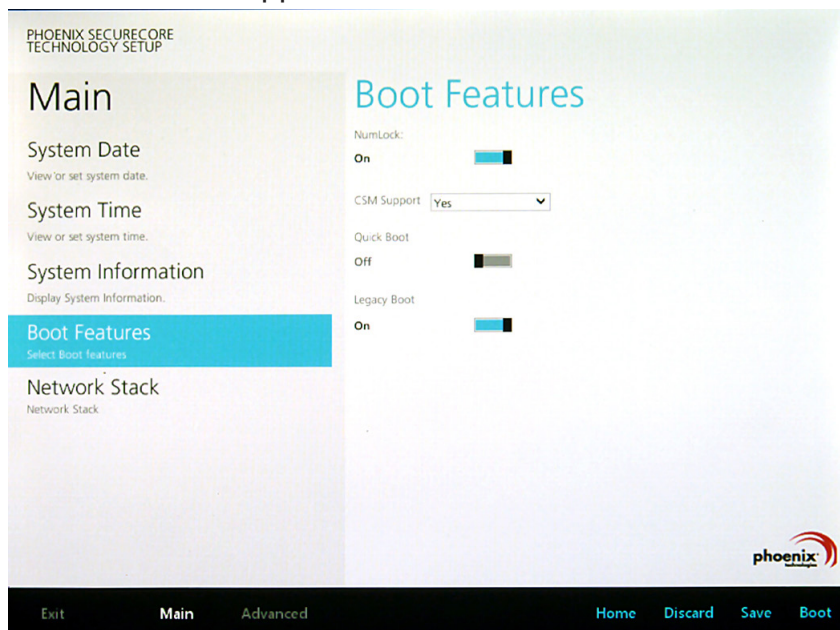 PHOENIX SECURECORE
TECHNOLOGY SETUP
Main
System Date
View or set system date.
System Time
View or set system time.
System Information
Display System Information.
Boot Features
Select Boot features
Network Stack
Network Stack
Boot Features
NumLock:
On
CSM Support Yes
Quick Boot
Off
Legacy Boot
On
phoenix
Exit Main Advanced Home Discard Save Boot